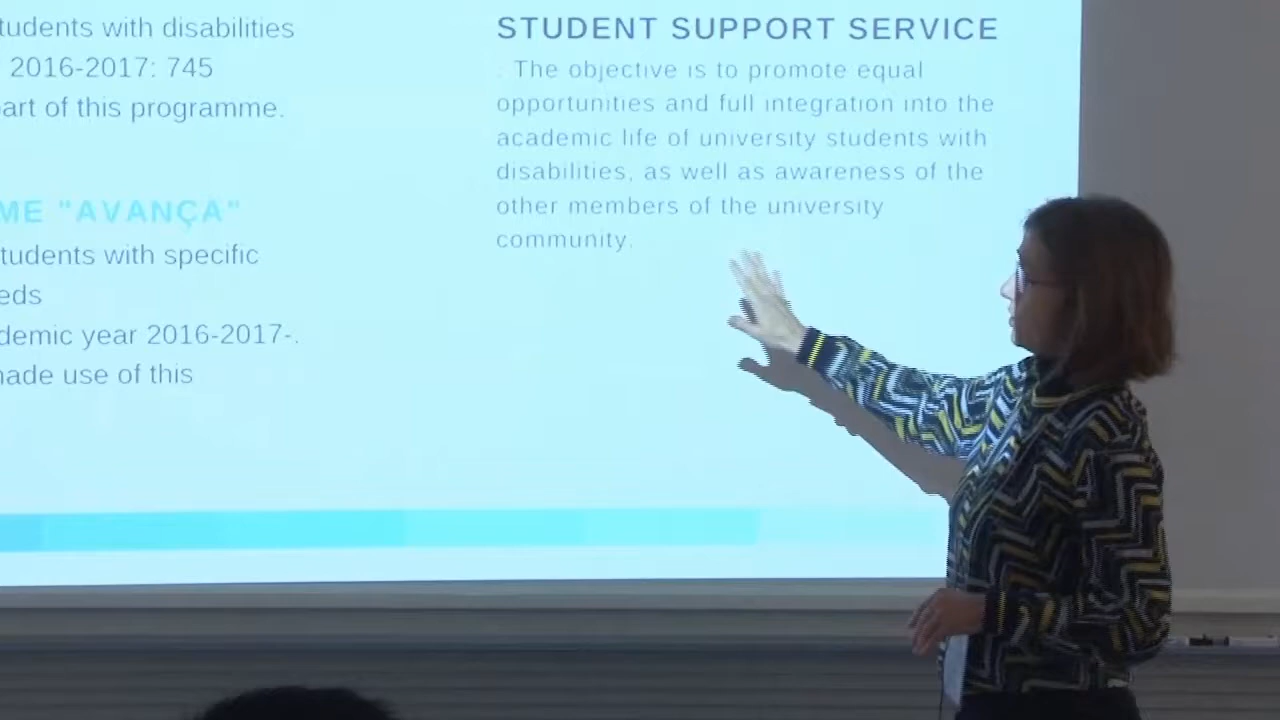 tudents with disabilities
2016-2017: 745
art of this programme.
ME "AVANÇA"
tudents with specific
eds
demic year 2016-2017-.
nade use of this
STUDENT SUPPORT SERVICE
. The objective is to promote equal
opportunities and full integration into the
academic life of university students with
disabilities, as well as awareness of the
other members of the university
community.